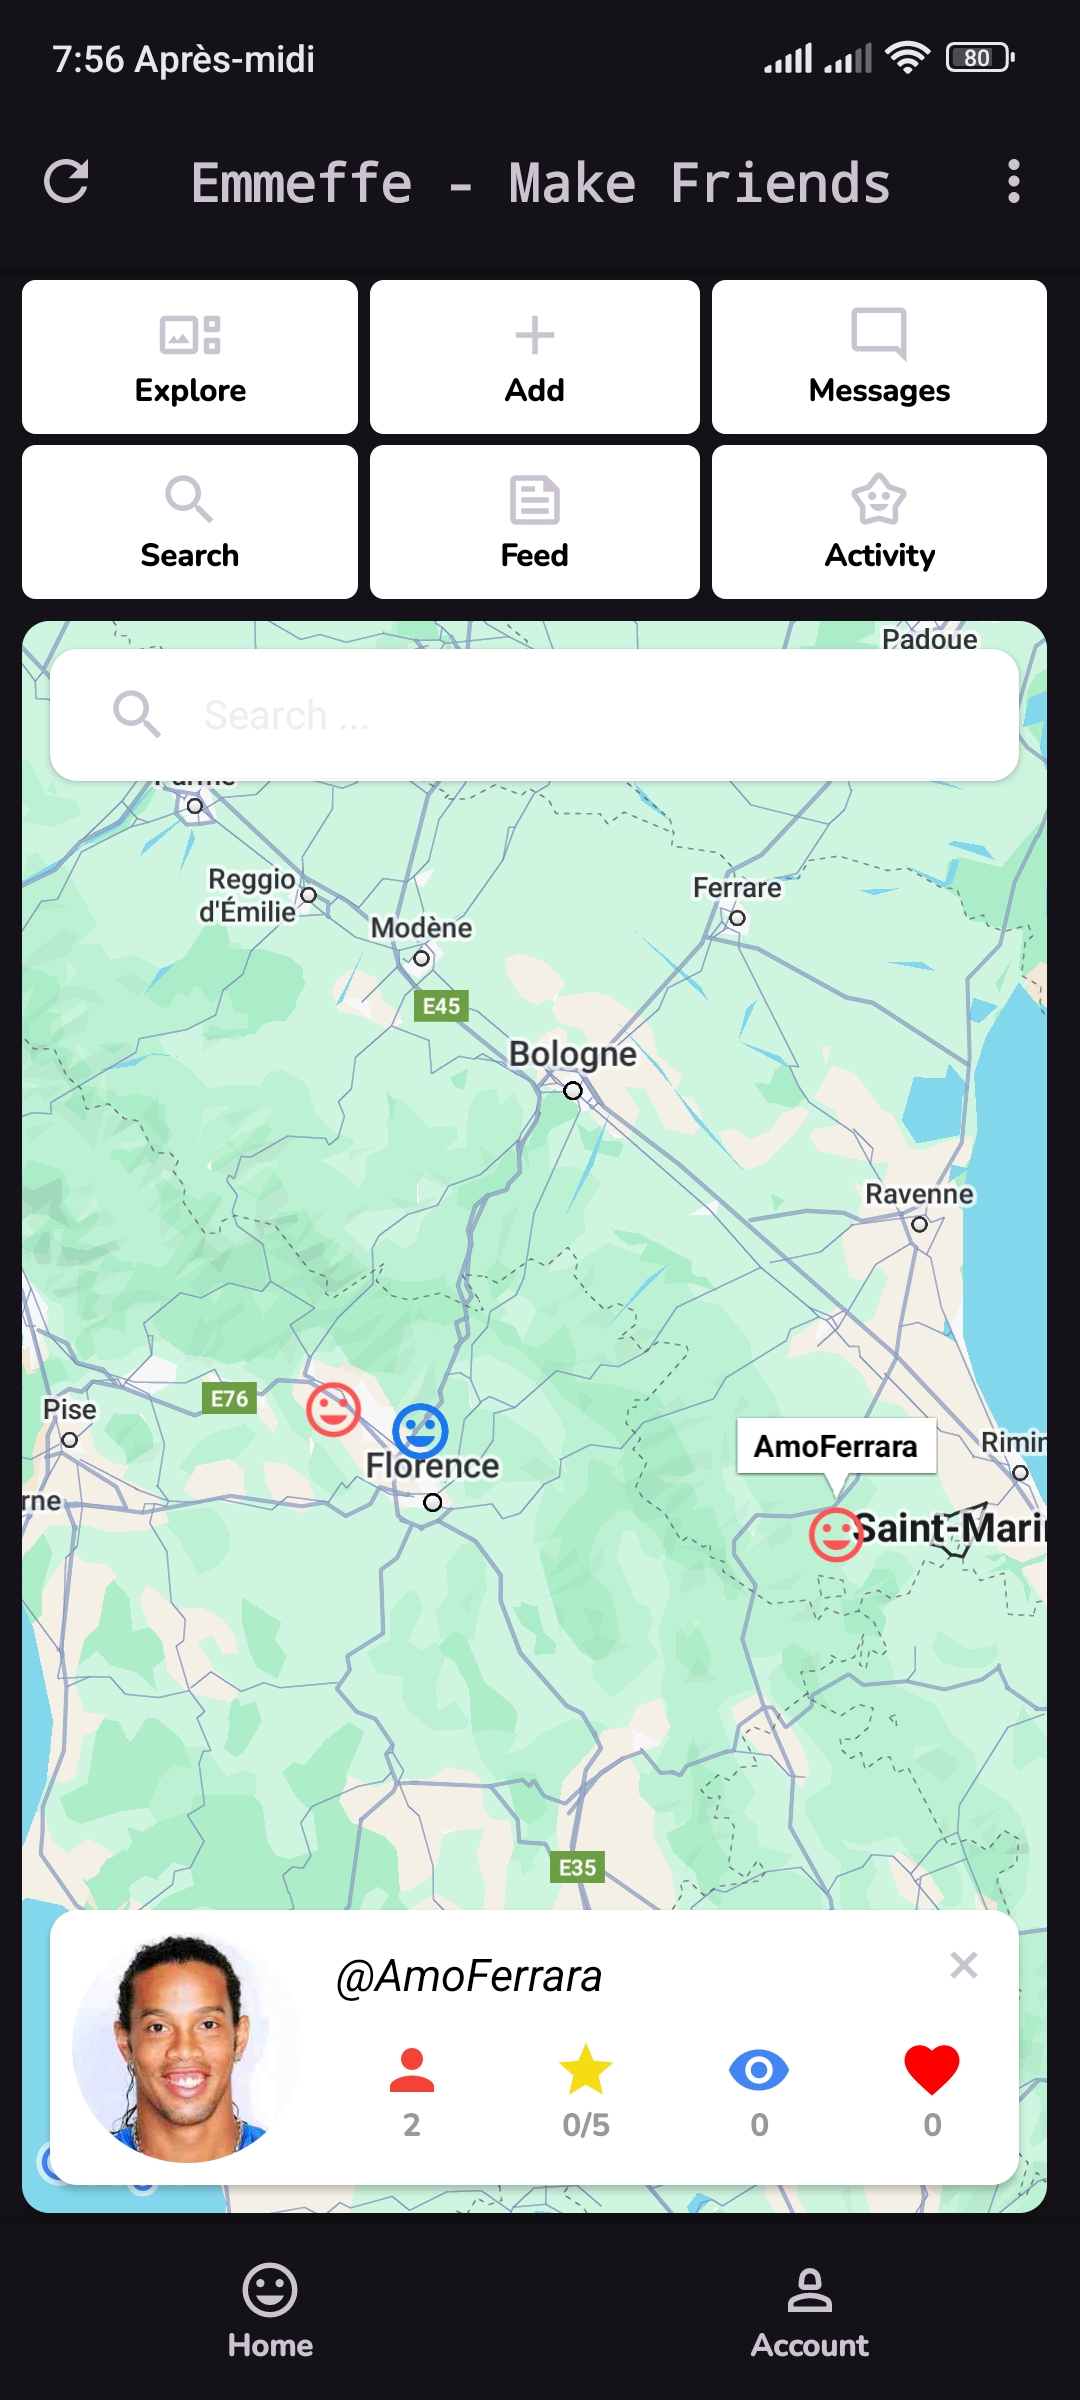 7:56 Après-midi
80
Emmeffe - Make Friends
Explore
Add
Messages
Search
Feed
Activity
Padoue
Search ...
Parme
Reggio
d'Émilie
Ferrare
Modène
E45
Bologne
Ravenne
E76
Pise
Florence
AmoFerrara
Rimin
rne
Saint-Marin
E35
@AmoFerrara
2
0/5
0
0
Home
Account